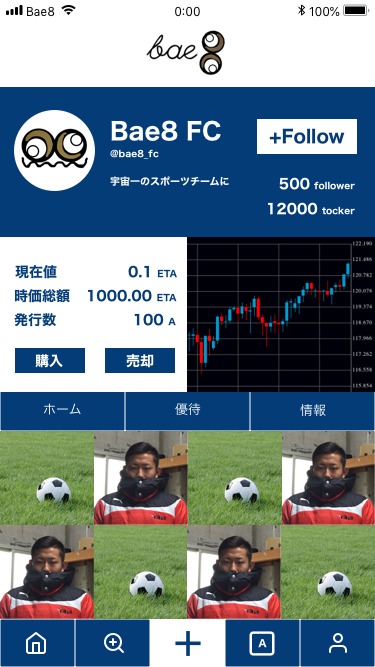 Bae8 0:00 100%
bae8
Bae8 FC
@bae8_fc
+Follow
宇宙一のスポーツチームに
500 follower
12000 tocker
現在値 0.1 ETA
時価総額 1000.00 ETA
発行数 100 A
購入 売却
122.190
121.486
120.782
120.076
119.374
118.670
117.966
117.262
116.558
115.854
ホーム 優待 情報
A